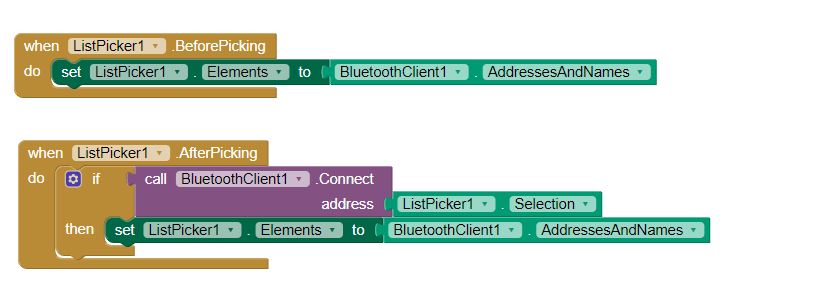 when ListPicker1 .BeforePicking
do set ListPicker1 . Elements to BluetoothClient1 . AddressesAndNames
when ListPicker1 .AfterPicking
do if call BluetoothClient1 .Connect
address ListPicker1 . Selection
then set ListPicker1 . Elements to BluetoothClient1 . AddressesAndNames